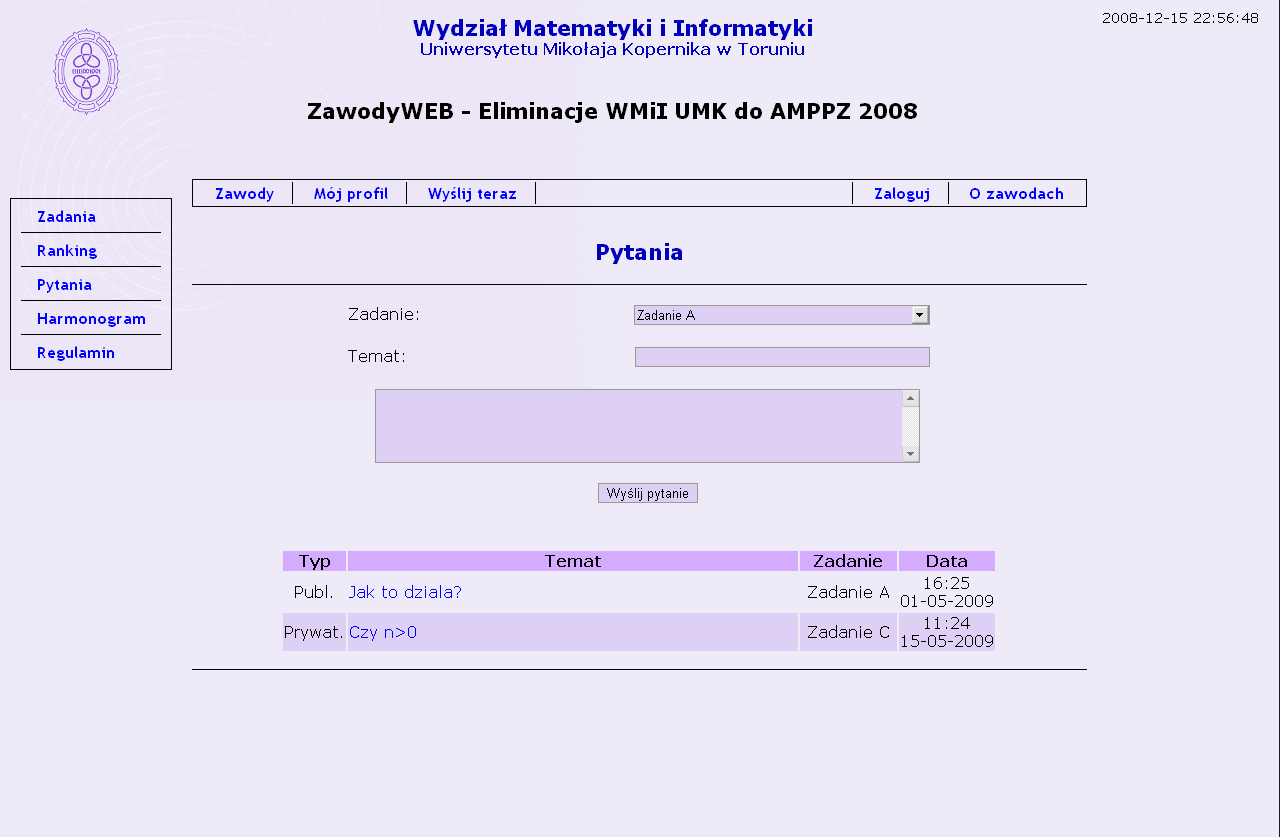 Wydział Matematyki i Informatyki
Uniwersytetu Mikołaja Kopernika w Toruniu
2008-12-15 22:56:48
ZawodyWEB - Eliminacje WMiI UMK do AMPPZ 2008
Zawody Mój profil Wyślij teraz Zaloguj O zawodach
Zadania
Ranking
Pytania
Harmonogram
Regulamin
Pytania
Zadanie: Zadanie A
Temat:
Wyślij pytanie
Typ Temat Zadanie Data
Publ. Jak to dziala? Zadanie A 16:25
01-05-2009
Prywat. Czy n>0 Zadanie C 11:24
15-05-2009